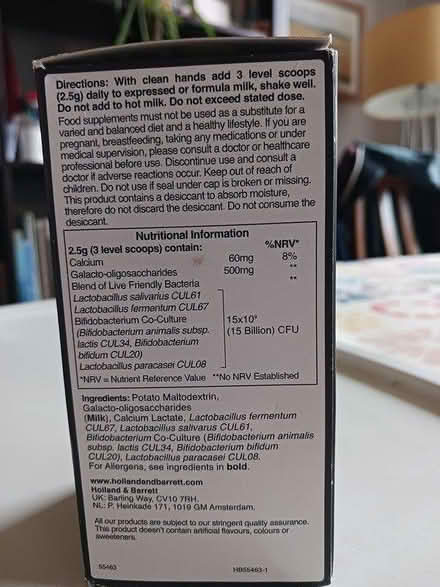 Directions: With clean hands add 3 level scoops
(2.5g) daily to expressed or formula milk, shake well.
Do not add to hot milk. Do not exceed stated dose.
Food supplements must not be used as a substitute for a
varied and balanced diet and a healthy lifestyle. If you are
pregnant, breastfeeding, taking any medications or under
medical supervision, please consult a doctor or healthcare
professional before use. Discontinue use and consult a
doctor if adverse reactions occur. Keep out of reach of
children. Do not use if seal under cap is broken or missing.
This product contains a desiccant to absorb moisture,
therefore do not discard the desiccant. Do not consume the
desiccant.
Nutritional Information
2.5g (3 level scoops) contain: %NRV*
Calcium 60mg 8%
Galacto-oligosaccharides 500mg **
Blend of Live Friendly Bacteria **
Lactobacillus salivarius CUL61
Lactobacillus fermentum CUL67
Bifidobacterium Co-Culture 15x10⁹
(Bifidobacterium animalis subsp. (15 Billion) CFU
lactis CUL34, Bifidobacterium
bifidum CUL20)
Lactobacillus paracasei CUL08
*NRV = Nutrient Reference Value **No NRV Established
Ingredients: Potato Maltodextrin,
Galacto-oligosaccharides
(Milk), Calcium Lactate, Lactobacillus fermentum
CUL67, Lactobacillus salivarus CUL61,
Bifidobacterium Co-Culture (Bifidobacterium animalis
subsp. lactis CUL34, Bifidobacterium bifidum
CUL20), Lactobacillus paracasei CUL08.
For Allergens, see ingredients in bold.
www.hollandandbarrett.com
Holland & Barrett
UK: Barling Way, CV10 7RH.
NL: P. Heinkade 171, 1019 GM Amsterdam.
All our products are subject to our stringent quality assurance.
This product doesn't contain artificial flavours, colours or
sweeteners.
55463 HB55463-1